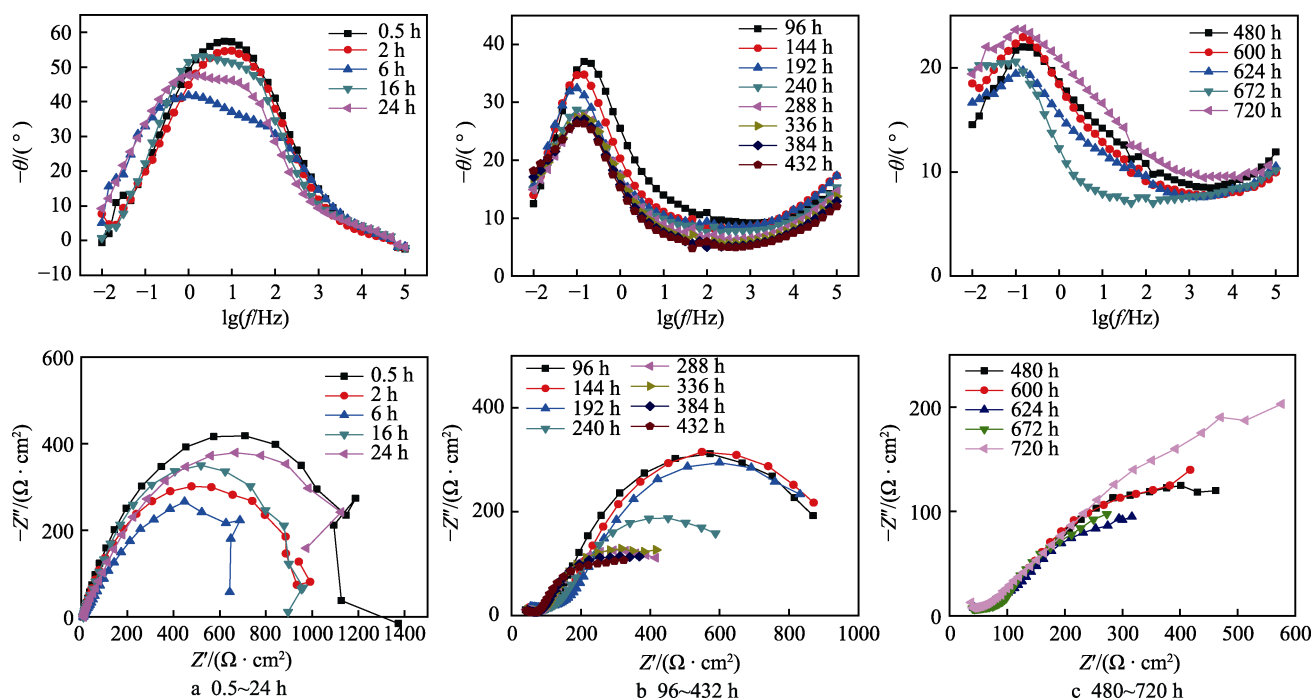 −θ/(°)
60
50
40
30
20
10
0
−10
0.5 h
2 h
6 h
16 h
24 h
−2 −1 0 1 2 3 4 5
lg(f/Hz)
−θ/(°)
40
30
20
10
0
96 h
144 h
192 h
240 h
288 h
336 h
384 h
432 h
−2 −1 0 1 2 3 4 5
lg(f/Hz)
−θ/(°)
20
10
0
480 h
600 h
624 h
672 h
720 h
−2 −1 0 1 2 3 4 5
lg(f/Hz)
−Z″/(Ω · cm²)
600
400
200
0
0.5 h
2 h
6 h
16 h
24 h
200 400 600 800 1000 1200 1400
Z′/(Ω · cm²)
a 0.5~24 h
−Z″/(Ω · cm²)
400
200
0
96 h 288 h
144 h 336 h
192 h 384 h
240 h 432 h
0 200 400 600 800 1000
Z′/(Ω · cm²)
b 96~432 h
−Z″/(Ω · cm²)
200
100
0
480 h
600 h
624 h
672 h
720 h
0 100 200 300 400 500 600
Z′/(Ω · cm²)
c 480~720 h